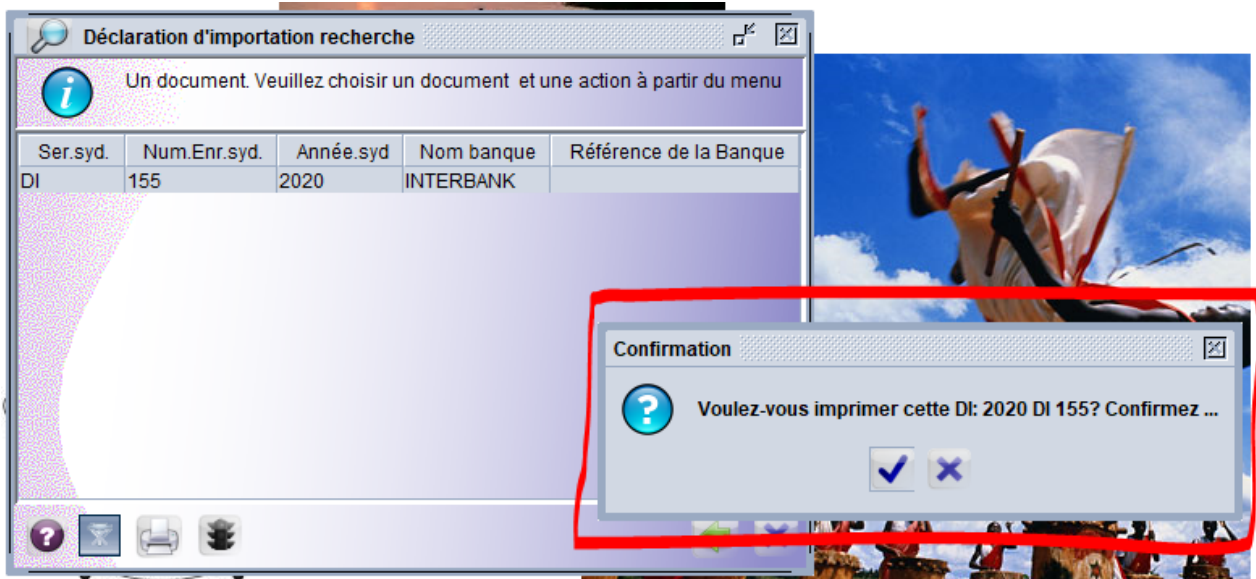 Déclaration d'importation recherche
Un document. Veuillez choisir un document et une action à partir du menu
Ser.syd. Num.Enr.syd. Année.syd Nom banque Référence de la Banque
DI 155 2020 INTERBANK
Confirmation
Voulez-vous imprimer cette DI: 2020 DI 155? Confirmez ...